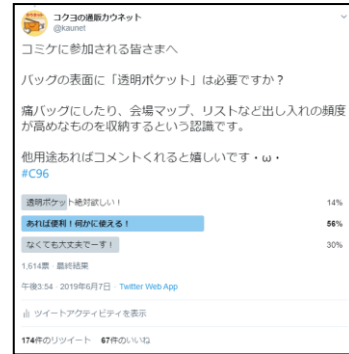 コクヨの通販カウネット
@kaunet
コミケに参加される皆さまへ
バッグの表面に「透明ポケット」は必要ですか？
痛バッグにしたり、会場マップ、リストなど出し入れの頻度
が高めなものを収納するという認識です。
他用途あればコメントくれると嬉しいです・ω・
#C96
透明ポケット絶対欲しい！ 14%
あれば便利！何かに使える！ 56%
なくても大丈夫でーす！ 30%
1,614票・最終結果
午後3:54・2019年6月7日・Twitter Web App
ツイートアクティビティを表示
174件のリツイート 67件のいいね